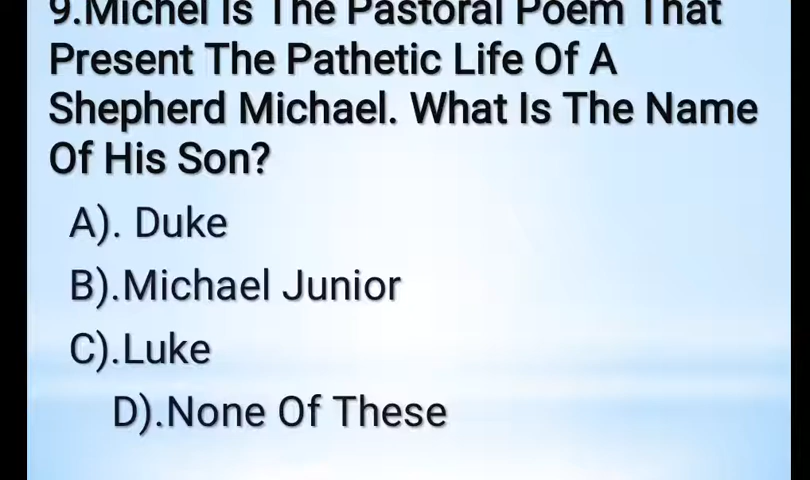 9.Michel Is The Pastoral Poem That
Present The Pathetic Life Of A
Shepherd Michael. What Is The Name
Of His Son?
A). Duke
B).Michael Junior
C).Luke
D).None Of These